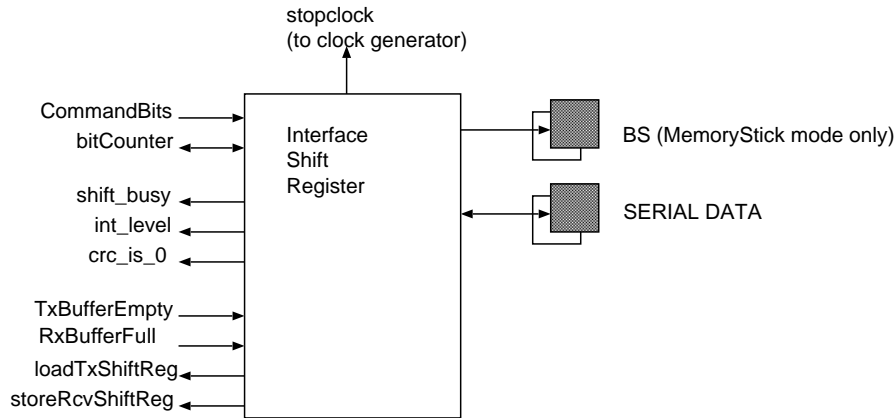 stopclock
(to clock generator)
CommandBits
bitCounter
Interface
Shift
Register
BS (MemoryStick mode only)
shift_busy
int_level
crc_is_0
SERIAL DATA
TxBufferEmpty
RxBufferFull
loadTxShiftReg
storeRcvShiftReg